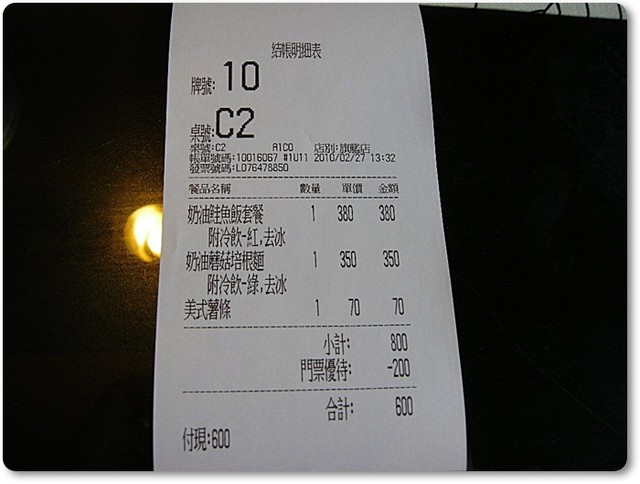 結帳明細表
牌號: 10
桌號:C2
桌號:C2 A1C0 店別:旗艦店
帳單號碼:10016067 #1U11 2010/02/27 13:32
發票號碼:LD76478850
餐品名稱 數量 單價 金額
奶油鮭魚飯套餐 1 380 380
附冷飲-紅,去冰
奶油蘑菇培根麵 1 350 350
附冷飲-綠,去冰
美式薯條 1 70 70
小計: 800
門票優待: -200
合計: 600
付現:600